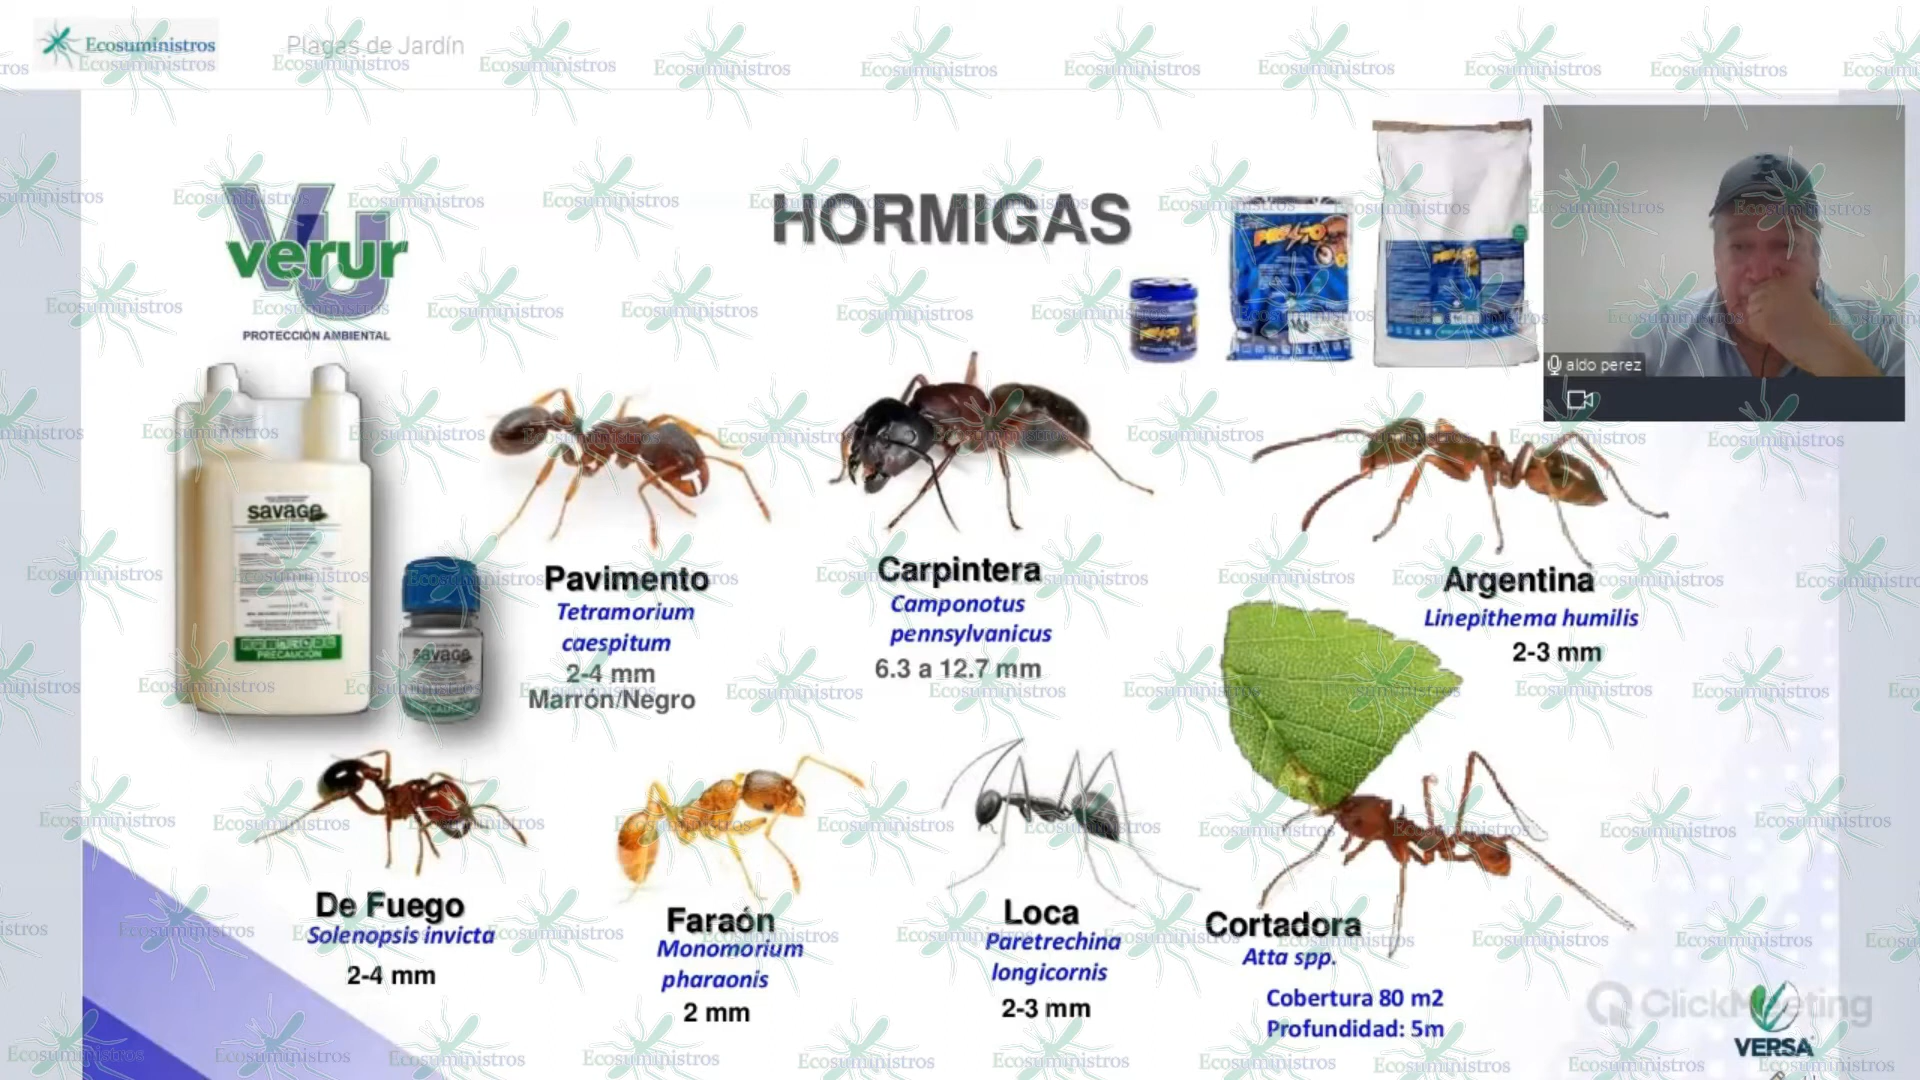 Ecosuministros
Plagas de Jardín
HORMIGAS
VU
verur
PROTECCIÓN AMBIENTAL
PRESTO
aldo perez
savage
PRECAUCIÓN
savage
Pavimento
Tetramorium
caespitum
2-4 mm
Marrón/Negro
Carpintera
Camponotus
pennsylvanicus
6.3 a 12.7 mm
Argentina
Linepithema humilis
2-3 mm
De Fuego
Solenopsis invicta
2-4 mm
Faraón
Monomorium
pharaonis
2 mm
Loca
Paretrechina
longicornis
2-3 mm
Cortadora
Atta spp.
Cobertura 80 m2
Profundidad: 5m
ClickMeeting
VERSA